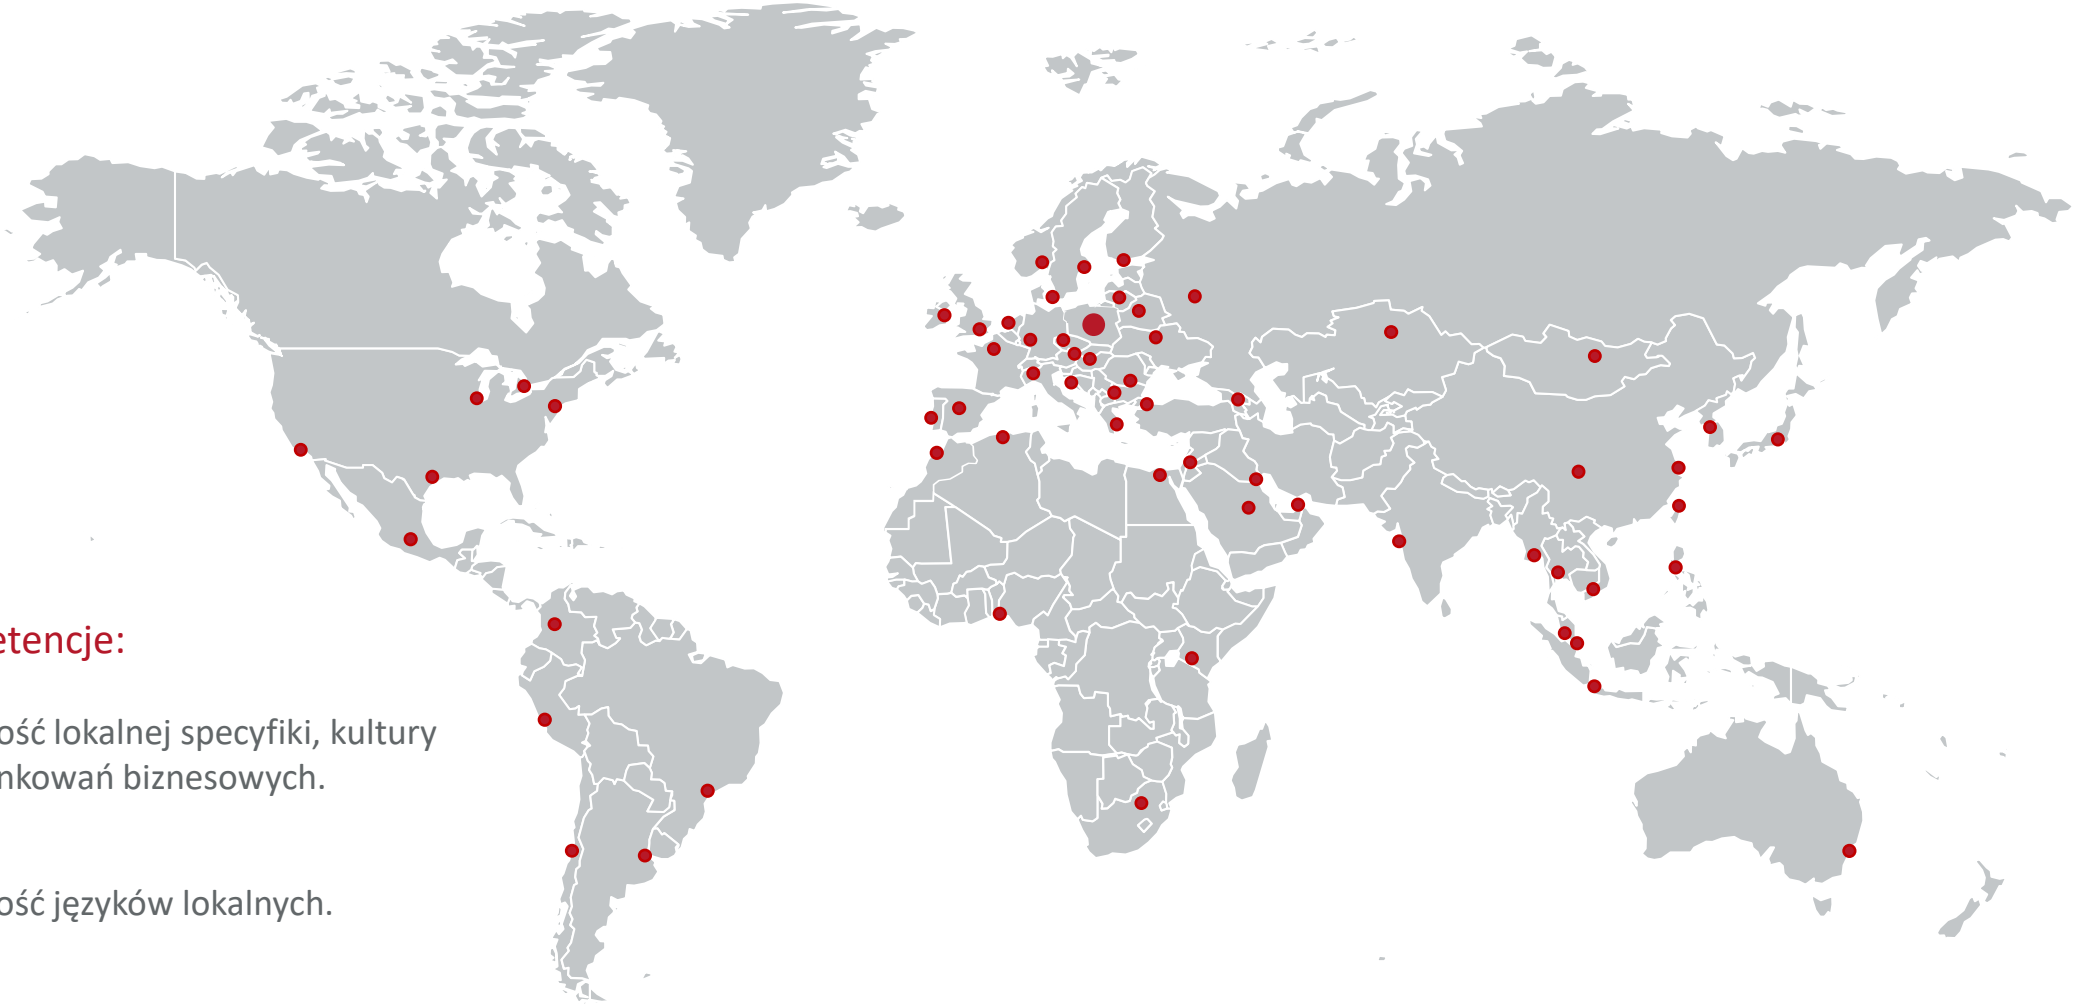 etencje:
ość lokalnej specyfiki, kultury
nkowań biznesowych.
ość języków lokalnych.